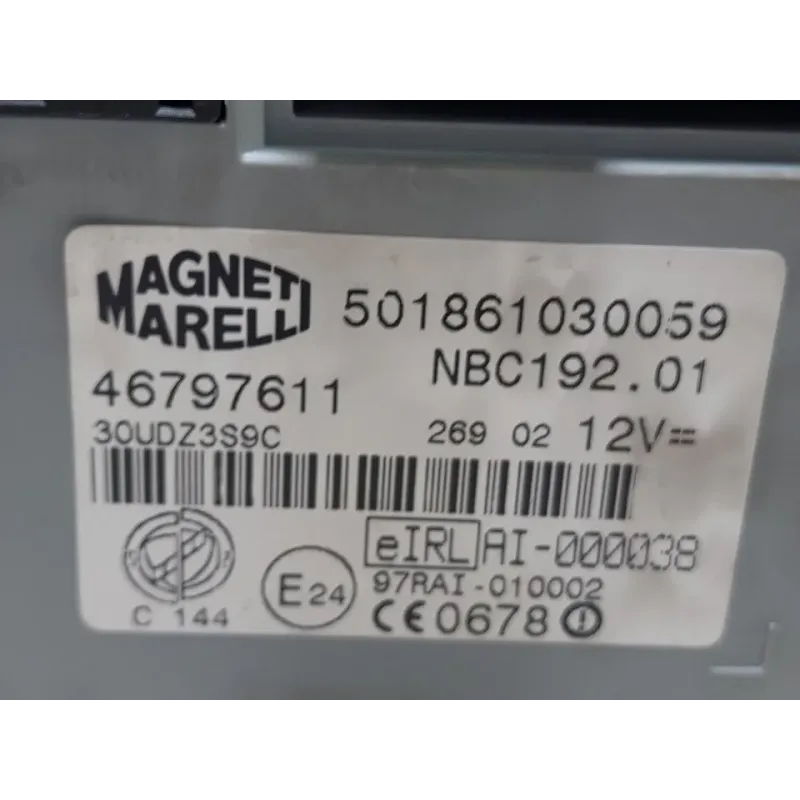 MAGNETI
MARELLI
501861030059
NBC192.01
46797611
30UDZ3S9C
269 02 12V
eIRL AI-000038
97RAI-010002
C 144
E24
CE0678